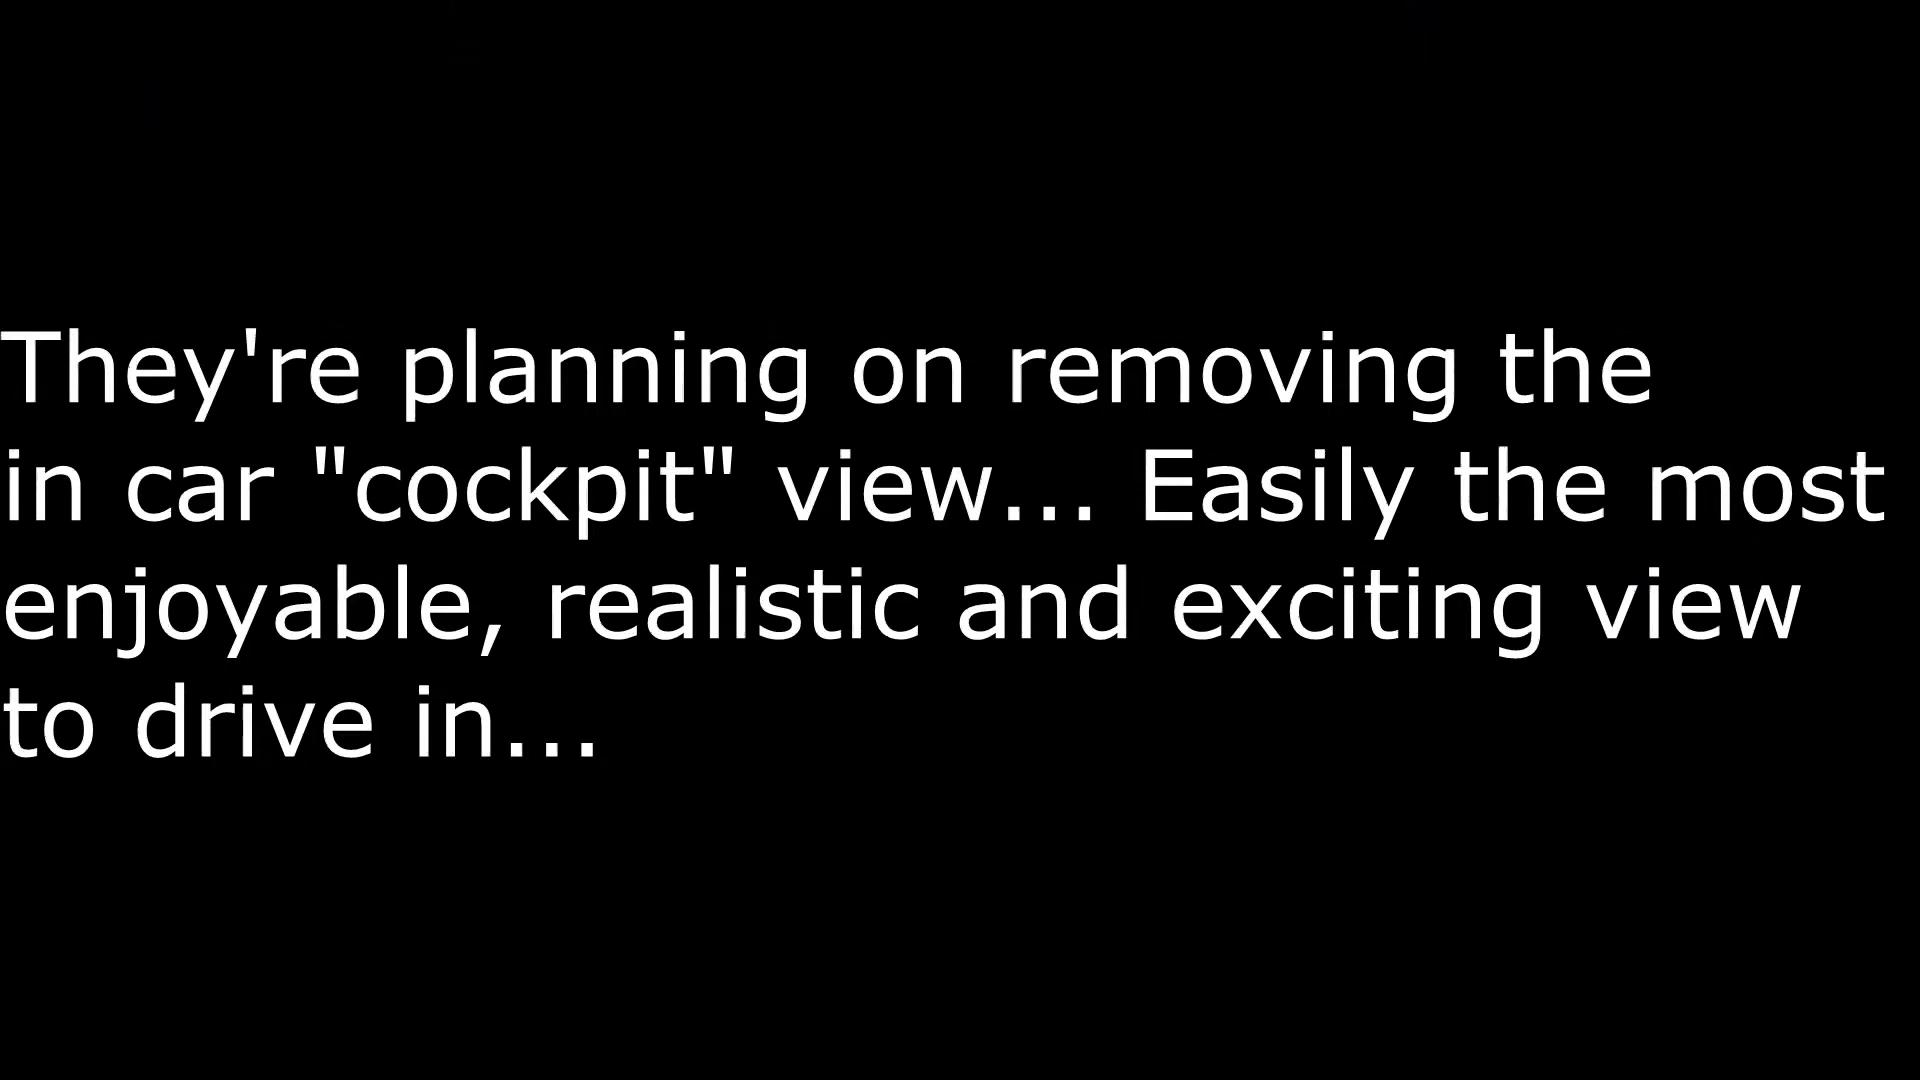 They're planning on removing the
in car "cockpit" view... Easily the most
enjoyable, realistic and exciting view
to drive in...